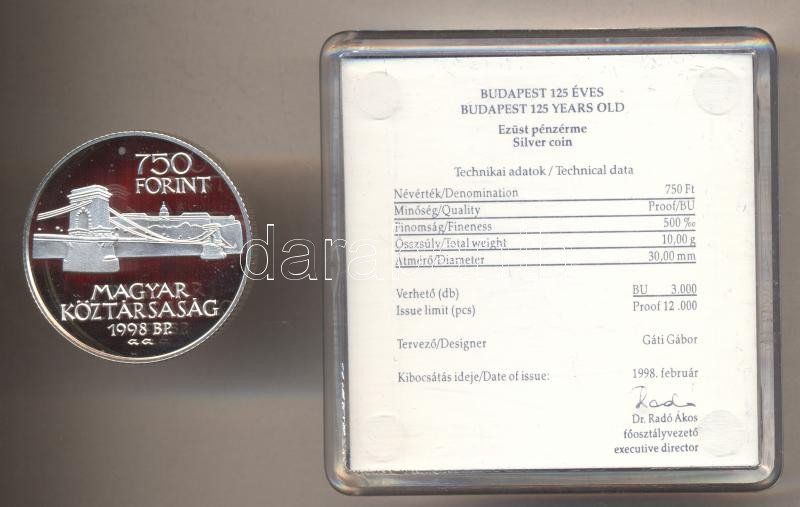 750
FORINT
MAGYAR
KÖZTÁRSASÁG
1998 BP.
BUDAPEST 125 ÉVES
BUDAPEST 125 YEARS OLD
Ezüst pénzérme
Silver coin
Technikai adatok / Technical data
Névérték/Denomination 750 Ft
Minőség/Quality Proof/BU
Finomság/Fineness 500 ‰
Összsúly/Total weight 10,00 g
Átmérő/Diameter 30,00 mm
Verhető (db) BU 3.000
Issue limit (pcs) Proof 12 .000
Tervező/Designer Gáti Gábor
Kibocsátás ideje/Date of issue: 1998. február
Radó
Dr. Radó Ákos
főosztályvezető
executive director